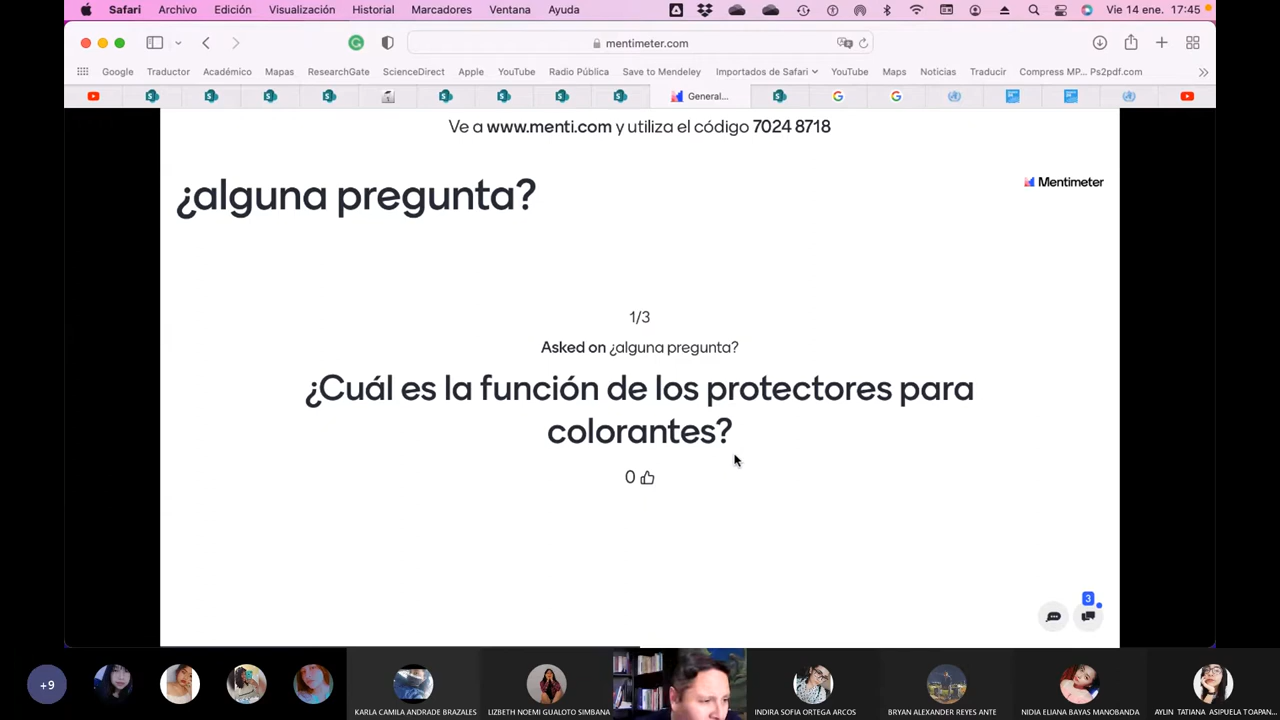 Safari Archivo Edición Visualización Historial Marcadores Ventana Ayuda Vie 14 ene. 17:45
mentimeter.com
Google Traductor Académico Mapas ResearchGate ScienceDirect Apple YouTube Radio Pública Save to Mendeley Importados de Safari YouTube Maps Noticias Traducir Compress MP... Ps2pdf.com
General...
Ve a www.menti.com y utiliza el código 7024 8718
¿alguna pregunta?
Mentimeter
1/3
Asked on ¿alguna pregunta?
¿Cuál es la función de los protectores para
colorantes?
0
3
+9
KARLA CAMILA ANDRADE BRAZALES LIZBETH NOEMI GUALOTO SIMBANA INDIRA SOFIA ORTEGA ARCOS BRYAN ALEXANDER REYES ANTE NIDIA ELIANA BAYAS MANOBANDA AYLIN TATIANA ASIPUELA TOAPAN...